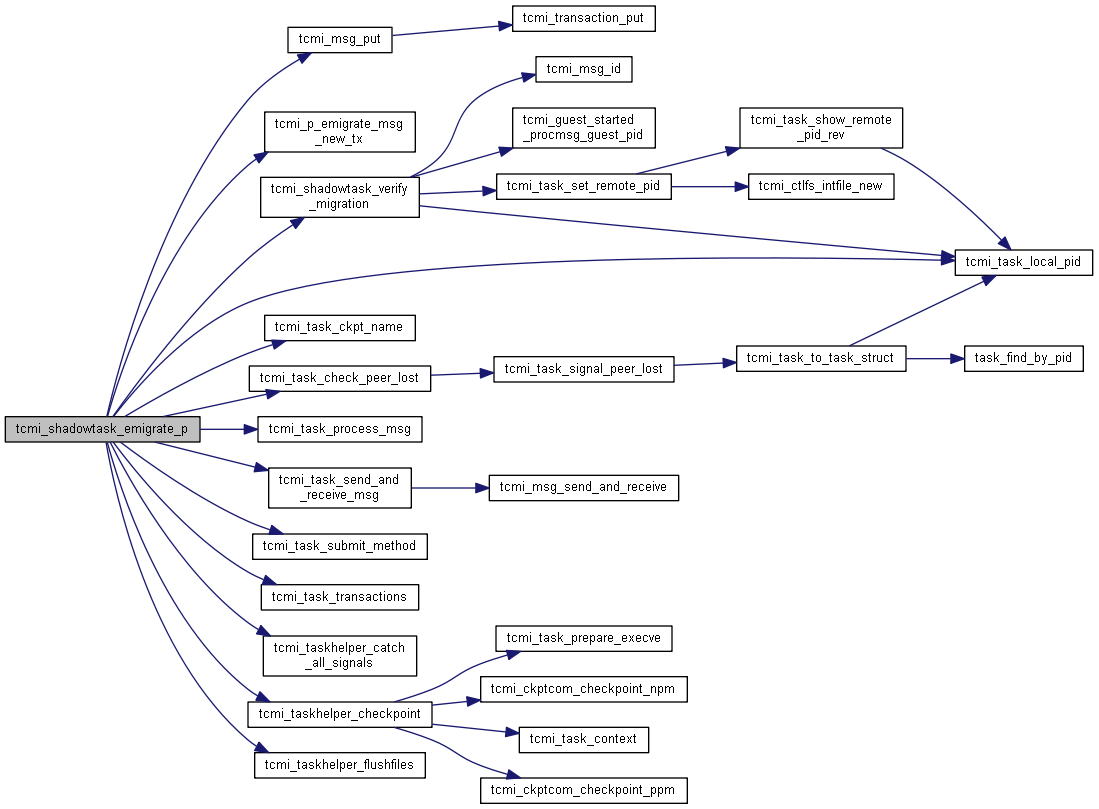 tcmi_transaction_put
tcmi_msg_put
tcmi_msg_id
tcmi_guest_started
_procmsg_guest_pid
tcmi_task_show_remote
_pid_rev
tcmi_p_emigrate_msg
_new_tx
tcmi_shadowtask_verify
_migration
tcmi_task_set_remote_pid
tcmi_ctlfs_intfile_new
tcmi_task_local_pid
tcmi_task_ckpt_name
tcmi_task_to_task_struct
task_find_by_pid
tcmi_task_check_peer_lost
tcmi_task_signal_peer_lost
tcmi_shadowtask_emigrate_p
tcmi_task_process_msg
tcmi_task_send_and
_receive_msg
tcmi_msg_send_and_receive
tcmi_task_submit_method
tcmi_task_transactions
tcmi_taskhelper_catch
_all_signals
tcmi_task_prepare_execve
tcmi_ckptcom_checkpoint_npm
tcmi_taskhelper_checkpoint
tcmi_task_context
tcmi_taskhelper_flushfiles
tcmi_ckptcom_checkpoint_ppm